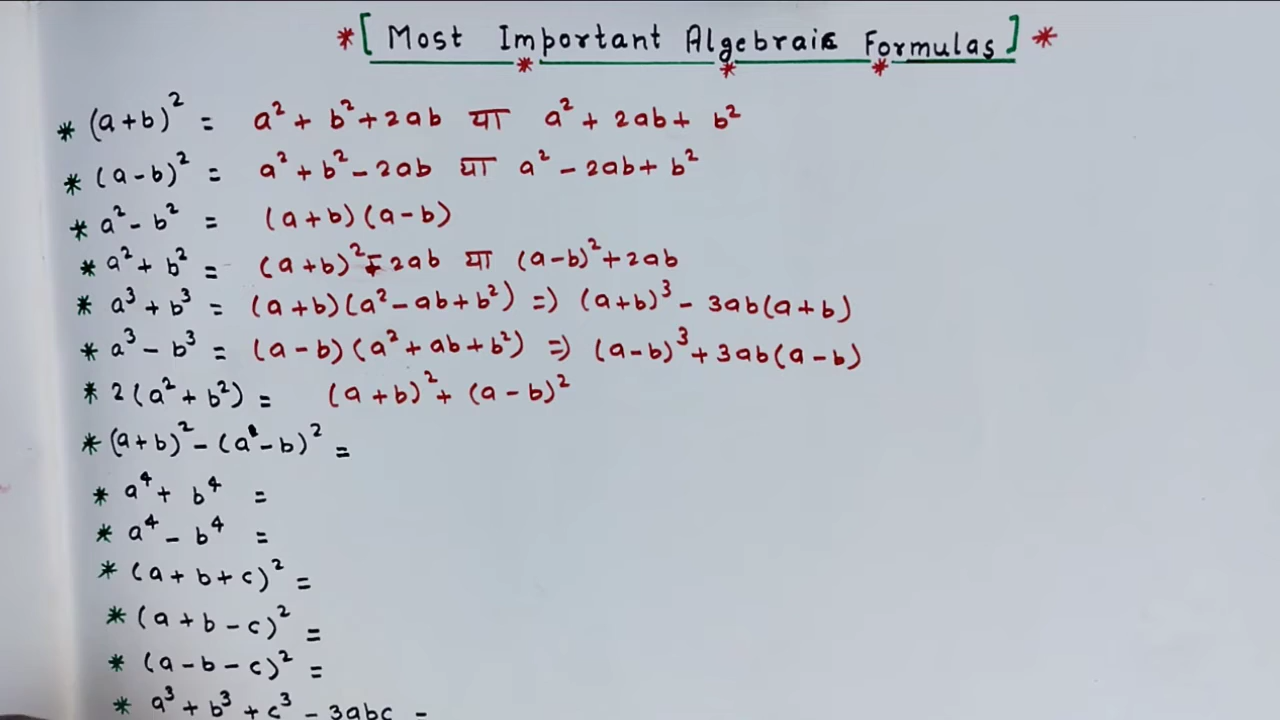 *[ Most Important Algebraic Formulas ]*
* (a+b)² = a² + b² + 2ab या a² + 2ab + b²
* (a-b)² = a² + b² - 2ab या a² - 2ab + b²
* a² - b² = (a+b)(a-b)
* a² + b² = (a+b)² - 2ab या (a-b)² + 2ab
* a³ + b³ = (a+b)(a² - ab + b²) => (a+b)³ - 3ab(a+b)
* a³ - b³ = (a-b)(a² + ab + b²) => (a-b)³ + 3ab(a-b)
* 2(a² + b²) = (a+b)² + (a-b)²
* (a+b)² - (a-b)² =
* a⁴ + b⁴ =
* a⁴ - b⁴ =
* (a+b+c)² =
* (a+b-c)² =
* (a-b-c)² =
* a³ + b³ + c³ - 3abc =